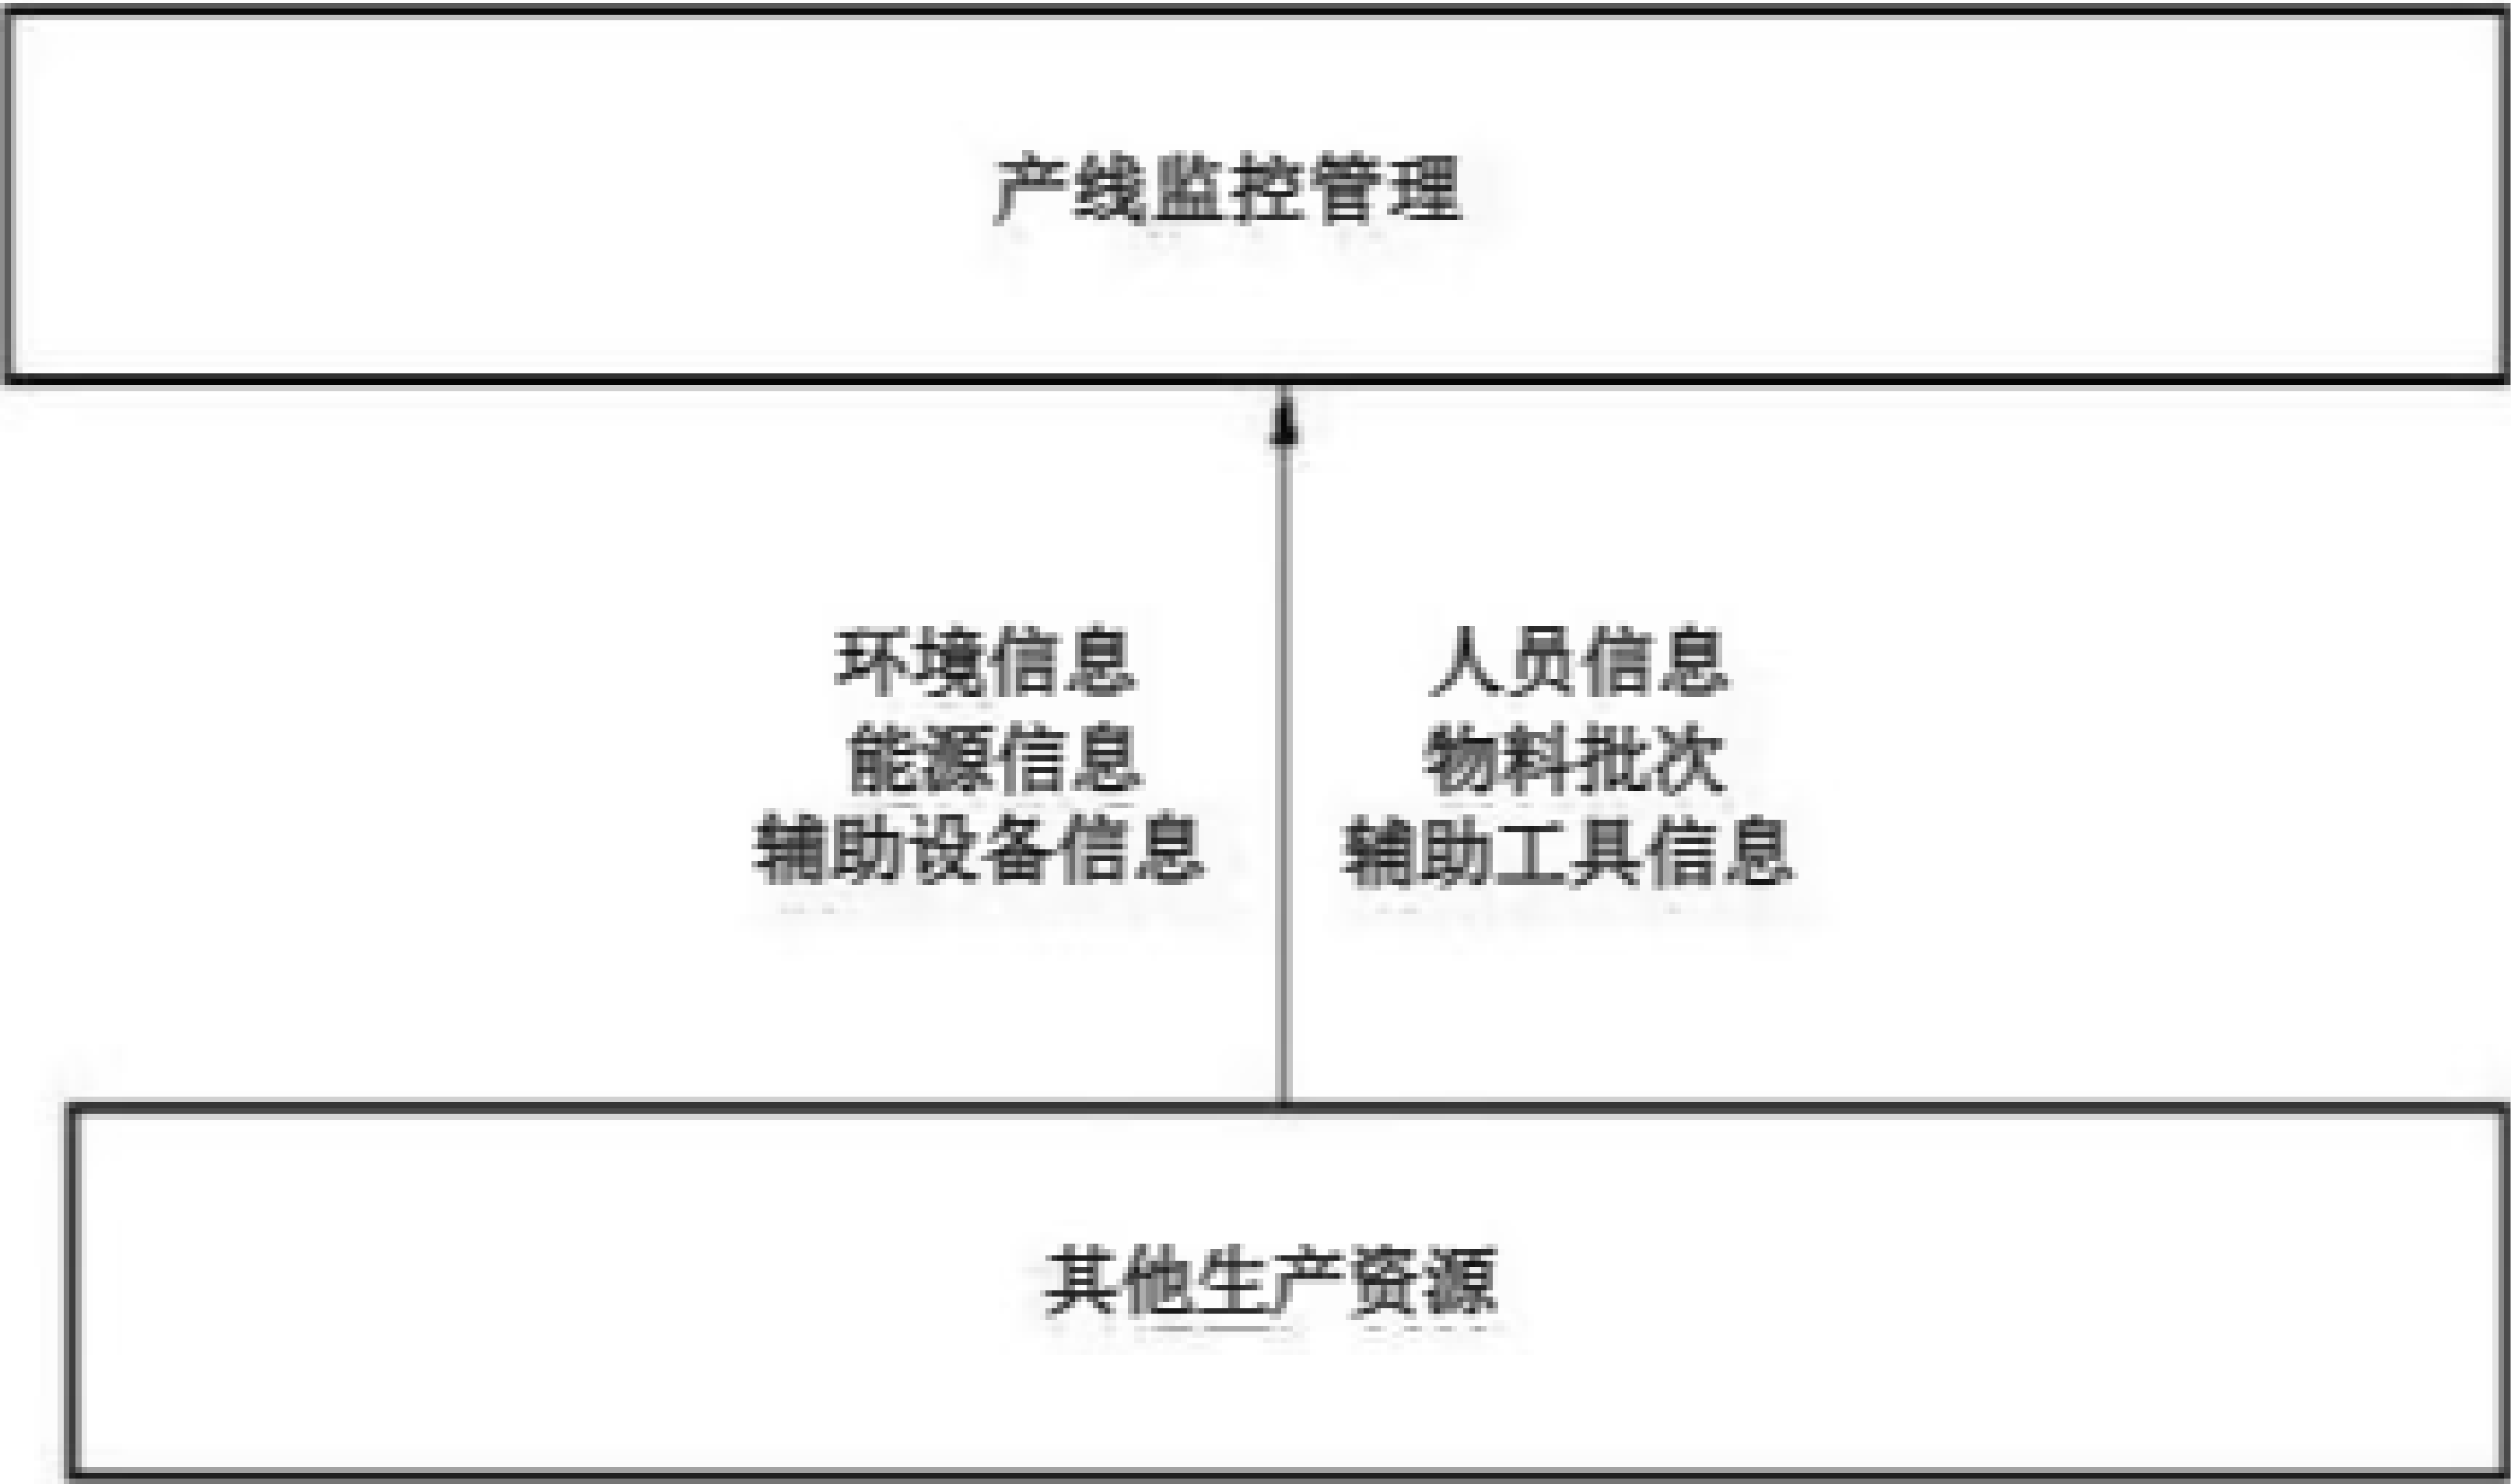 产线监控管理
环境信息
能源信息
辅助设备信息
人员信息
物料批次
辅助工具信息
其他生产资源